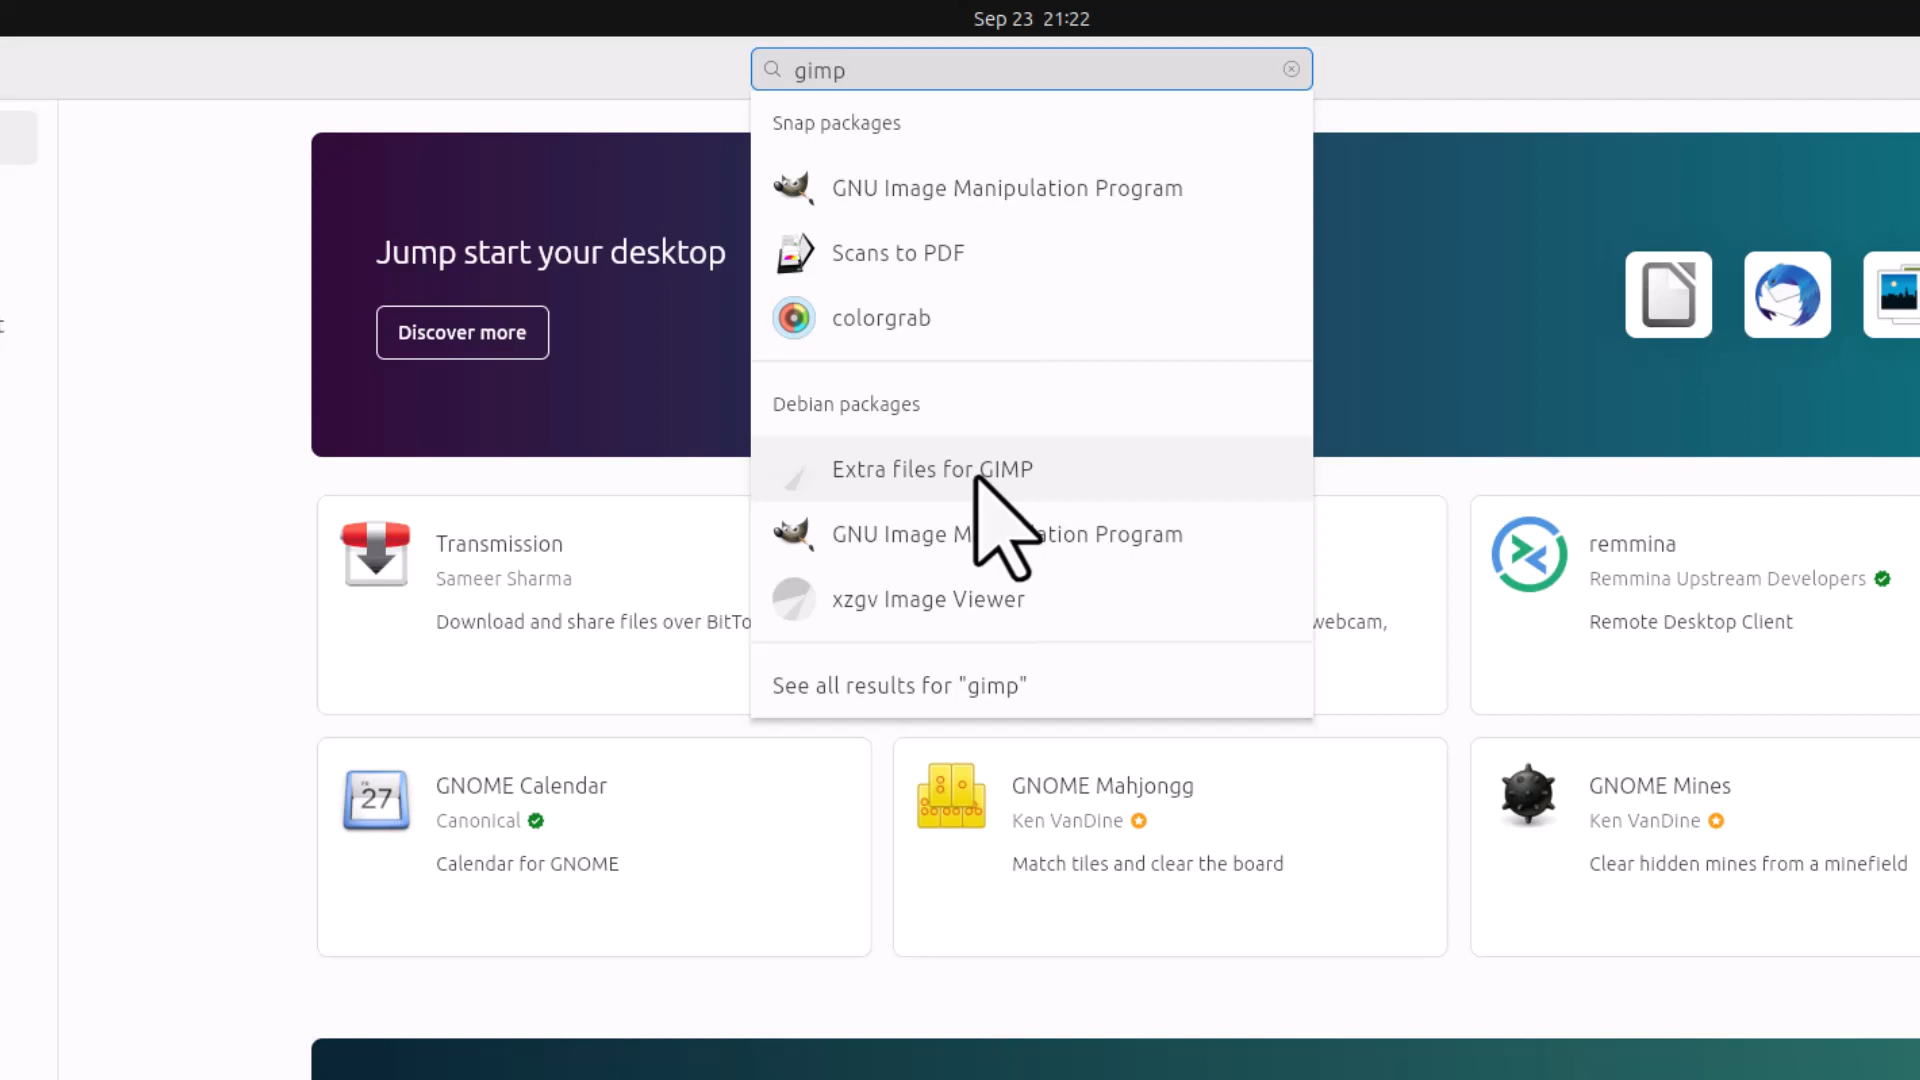 Sep 23 21:22
gimp
Snap packages
GNU Image Manipulation Program
Scans to PDF
colorgrab
Debian packages
Extra files for GIMP
GNU Image M ation Program
xzgv Image Viewer
See all results for "gimp"
Jump start your desktop
Discover more
Transmission
Sameer Sharma
Download and share files over BitTo
webcam,
remmina
Remmina Upstream Developers
Remote Desktop Client
27
GNOME Calendar
Canonical
Calendar for GNOME
GNOME Mahjongg
Ken VanDine
Match tiles and clear the board
GNOME Mines
Ken VanDine
Clear hidden mines from a minefield